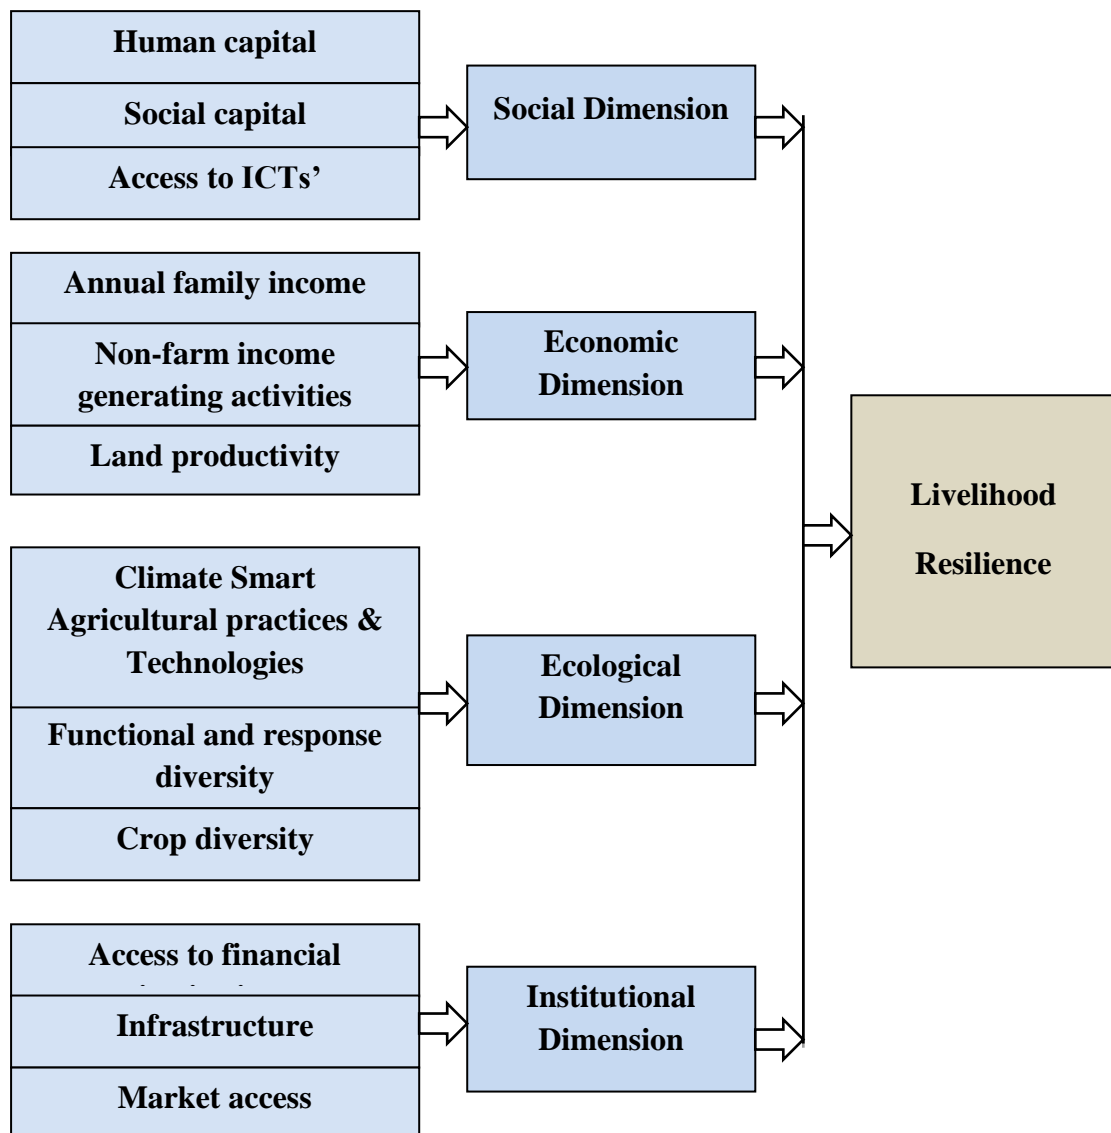 Human capital
Social capital
Access to ICTs’
Social Dimension
Annual family income
Non-farm income
generating activities
Land productivity
Economic
Dimension
Climate Smart
Agricultural practices &
Technologies
Functional and response
diversity
Crop diversity
Ecological
Dimension
Access to financial
Infrastructure
Market access
Institutional
Dimension
Livelihood
Resilience